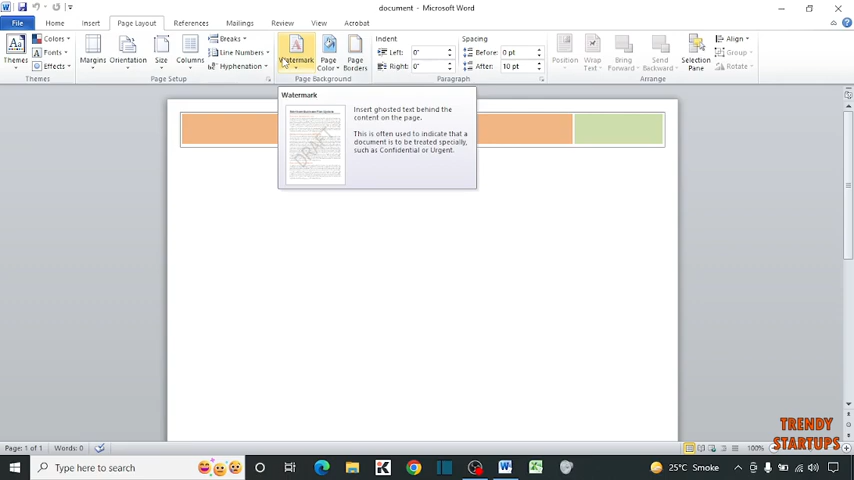 document - Microsoft Word
File Home Insert Page Layout References Mailings Review View Acrobat
Themes
Colors
Fonts
Effects
Themes
Margins Orientation Size Columns
Breaks
Line Numbers
Hyphenation
Page Setup
Watermark
Page Color
Page Borders
Page Background
Indent
Left: 0"
Right: 0"
Spacing
Before: 0 pt
After: 10 pt
Paragraph
Position
Wrap Text
Bring Forward
Send Backward
Selection Pane
Align
Group
Rotate
Arrange
Watermark
DRAFT
Insert ghosted text behind the
content on the page.
This is often used to indicate that a
document is to be treated specially,
such as Confidential or Urgent.
TRENDY
STARTUPS
Page: 1 of 1 Words: 0
100%
Type here to search
25°C Smoke